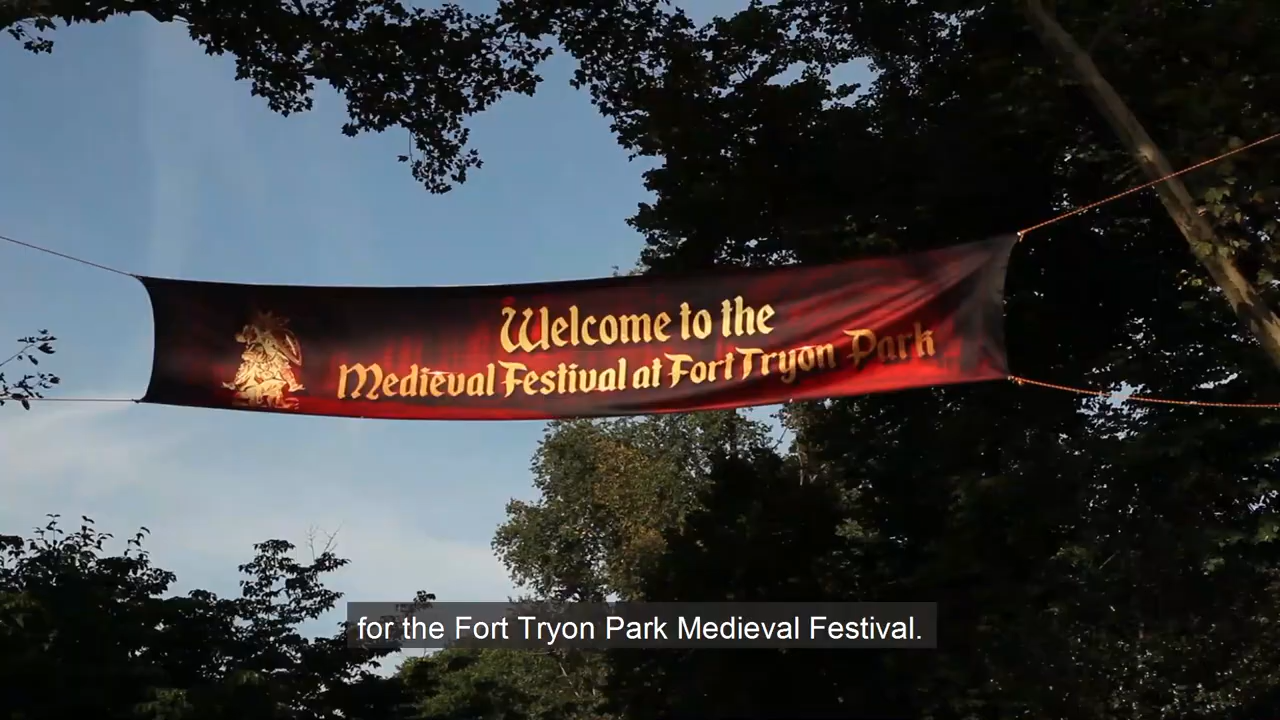 Welcome to the
Medieval Festival at Fort Tryon Park
for the Fort Tryon Park Medieval Festival.